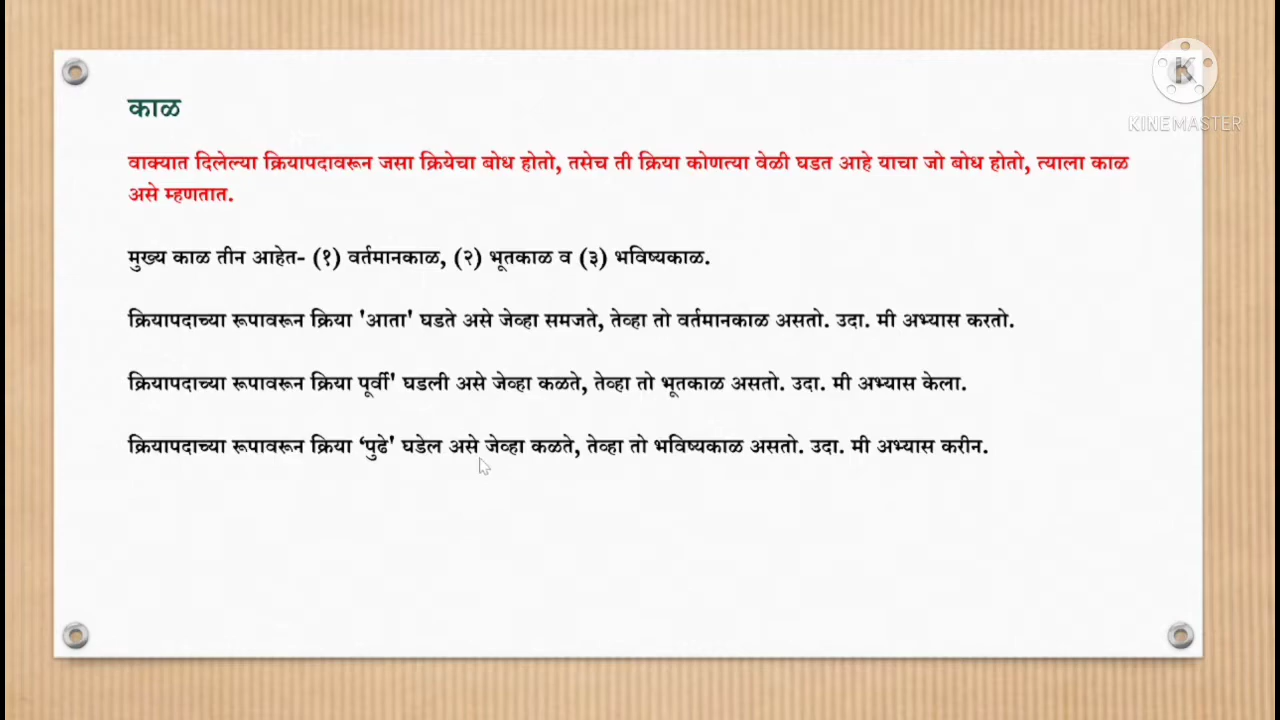 K
KINEMASTER
काळ
वाक्यात दिलेल्या क्रियापदावरून जसा क्रियेचा बोध होतो, तसेच ती क्रिया कोणत्या वेळी घडत आहे याचा जो बोध होतो, त्याला काळ
असे म्हणतात.
मुख्य काळ तीन आहेत- (१) वर्तमानकाळ, (२) भूतकाळ व (३) भविष्यकाळ.
क्रियापदाच्या रूपावरून क्रिया 'आता' घडते असे जेव्हा समजते, तेव्हा तो वर्तमानकाळ असतो. उदा. मी अभ्यास करतो.
क्रियापदाच्या रूपावरून क्रिया पूर्वी' घडली असे जेव्हा कळते, तेव्हा तो भूतकाळ असतो. उदा. मी अभ्यास केला.
क्रियापदाच्या रूपावरून क्रिया ‘पुढे' घडेल असे जेव्हा कळते, तेव्हा तो भविष्यकाळ असतो. उदा. मी अभ्यास करीन.